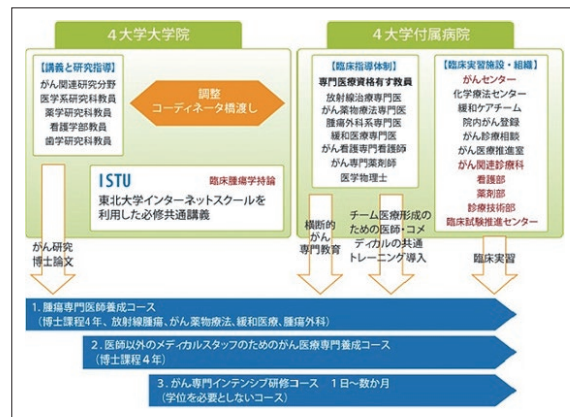 4大学大学院
【講義と研究指導】
がん関連研究分野
医学系研究科教員
薬学研究科教員
看護学部教員
歯学研究科教員
調整
コーディネータ橋渡し
ISTU
臨床腫瘍学持論
東北大学インターネットスクールを
利用した必修共通講義
4大学付属病院
【臨床指導体制】
専門医療資格有す教員
放射線治療専門医
がん薬物療法専門医
腫瘍外科系専門医
緩和医療専門医
がん看護専門看護師
がん専門薬剤師
医学物理士
【臨床実習施設・組織】
がんセンター
化学療法センター
緩和ケアチーム
院内がん登録
がん診療相談
がん医療推進室
がん関連診療科
看護部
薬剤部
診療技術部
臨床試験推進センター
がん研究
博士論文
横断的
がん
専門教育
チーム医療形成の
ための医師・コメ
ディカルの共通
トレーニング導入
臨床実習
1. 腫瘍専門医師養成コース
(博士課程4年、放射線腫瘍、がん薬物療法、緩和医療、腫瘍外科)
2. 医師以外のメディカルスタッフのためのがん医療専門養成コース
(博士課程4年)
3. がん専門インテンシブ研修コース 1日〜数か月
(学位を必要としないコース)